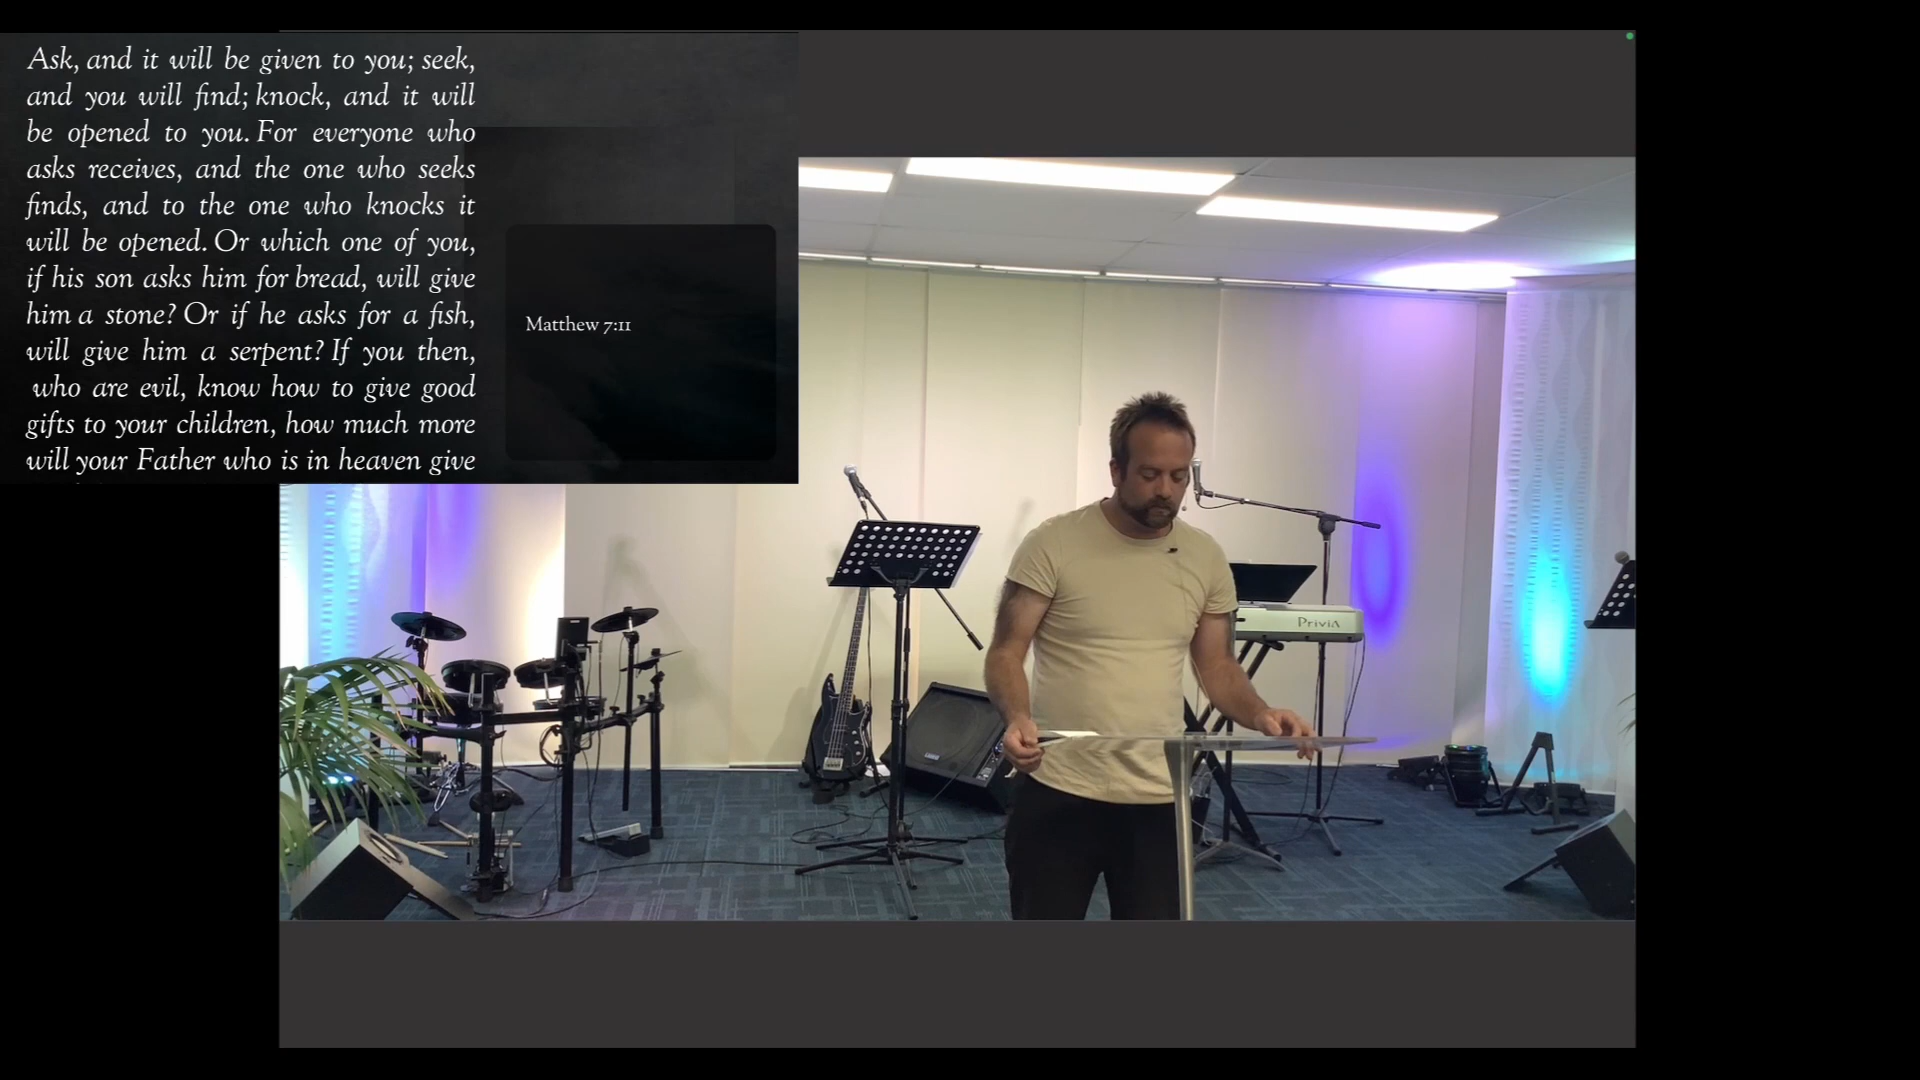 Ask, and it will be given to you; seek,
and you will find; knock, and it will
be opened to you. For everyone who
asks receives, and the one who seeks
finds, and to the one who knocks it
will be opened. Or which one of you,
if his son asks him for bread, will give
him a stone? Or if he asks for a fish,
will give him a serpent? If you then,
who are evil, know how to give good
gifts to your children, how much more
will your Father who is in heaven give
Matthew 7:11
Privia